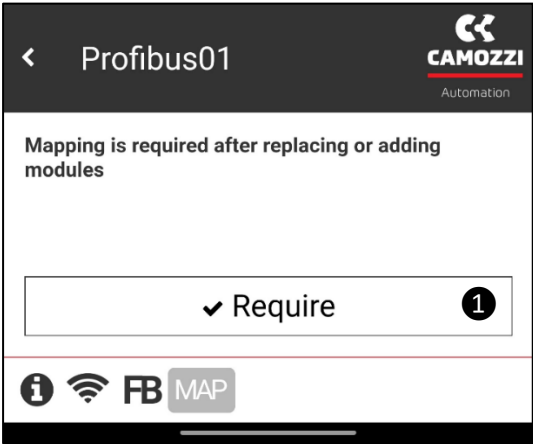 Profibus01
CAMOZZI
Automation
Mapping is required after replacing or adding
modules
Require
1
FB MAP